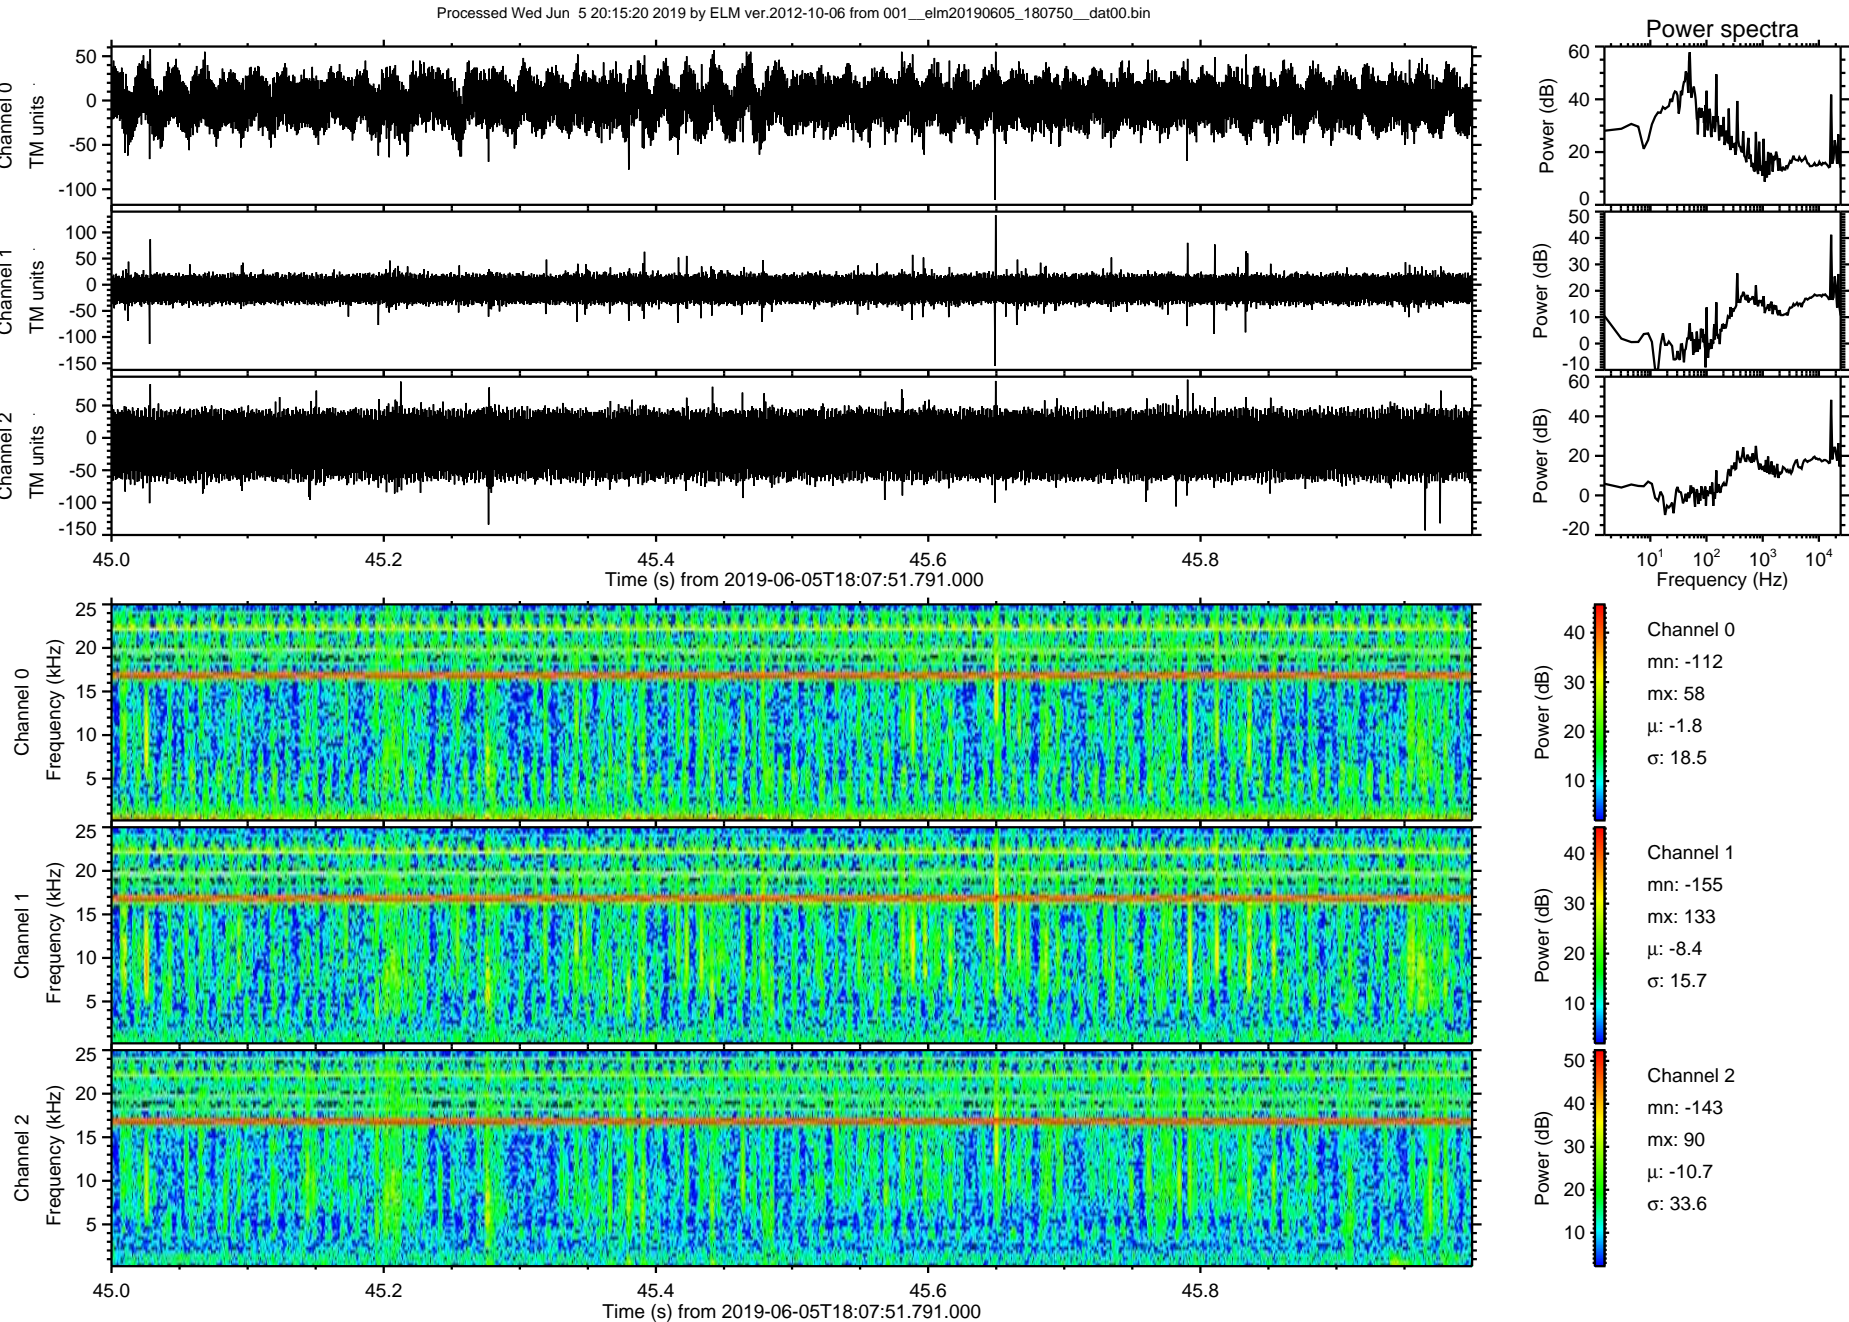 Processed Wed Jun  5 20:15:20 2019 by ELM ver.2012-10-06 from 001__elm20190605_180750__dat00.bin
Power spectra
Channel 0
TM units
50
0
-50
-100
Power (dB)
60
40
20
0
Channel 1
TM units
100
50
0
-50
-100
-150
Power (dB)
50
40
30
20
10
0
-10
Channel 2
TM units
50
0
-50
-100
-150
Power (dB)
60
40
20
0
-20
45.0 45.2 45.4 45.6 45.8
Time (s) from 2019-06-05T18:07:51.791.000
10¹ 10² 10³ 10⁴
Frequency (Hz)
Channel 0
Frequency (kHz)
25
20
15
10
5
Power (dB)
40
30
20
10
Channel 0
mn: -112
mx: 58
μ: -1.8
σ: 18.5
Channel 1
Frequency (kHz)
25
20
15
10
5
Power (dB)
40
30
20
10
Channel 1
mn: -155
mx: 133
μ: -8.4
σ: 15.7
Channel 2
Frequency (kHz)
25
20
15
10
5
Power (dB)
50
40
30
20
10
Channel 2
mn: -143
mx: 90
μ: -10.7
σ: 33.6
45.0 45.2 45.4 45.6 45.8
Time (s) from 2019-06-05T18:07:51.791.000